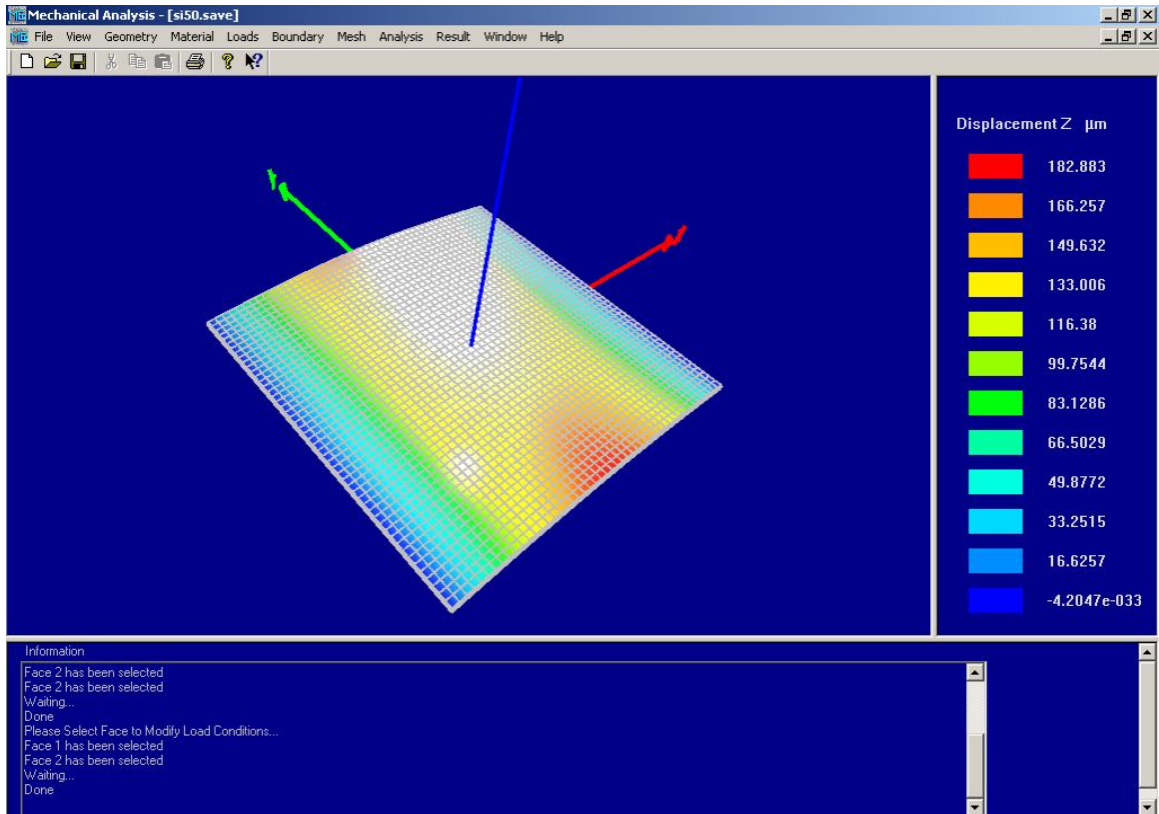 Mechanical Analysis - [si50.save]
File View Geometry Material Loads Boundary Mesh Analysis Result Window Help
Displacement Z µm
182.883
166.257
149.632
133.006
116.38
99.7544
83.1286
66.5029
49.8772
33.2515
16.6257
-4.2047e-033
Information
Face 2 has been selected
Face 2 has been selected
Waiting...
Done
Please Select Face to Modify Load Conditions...
Face 1 has been selected
Face 2 has been selected
Waiting...
Done